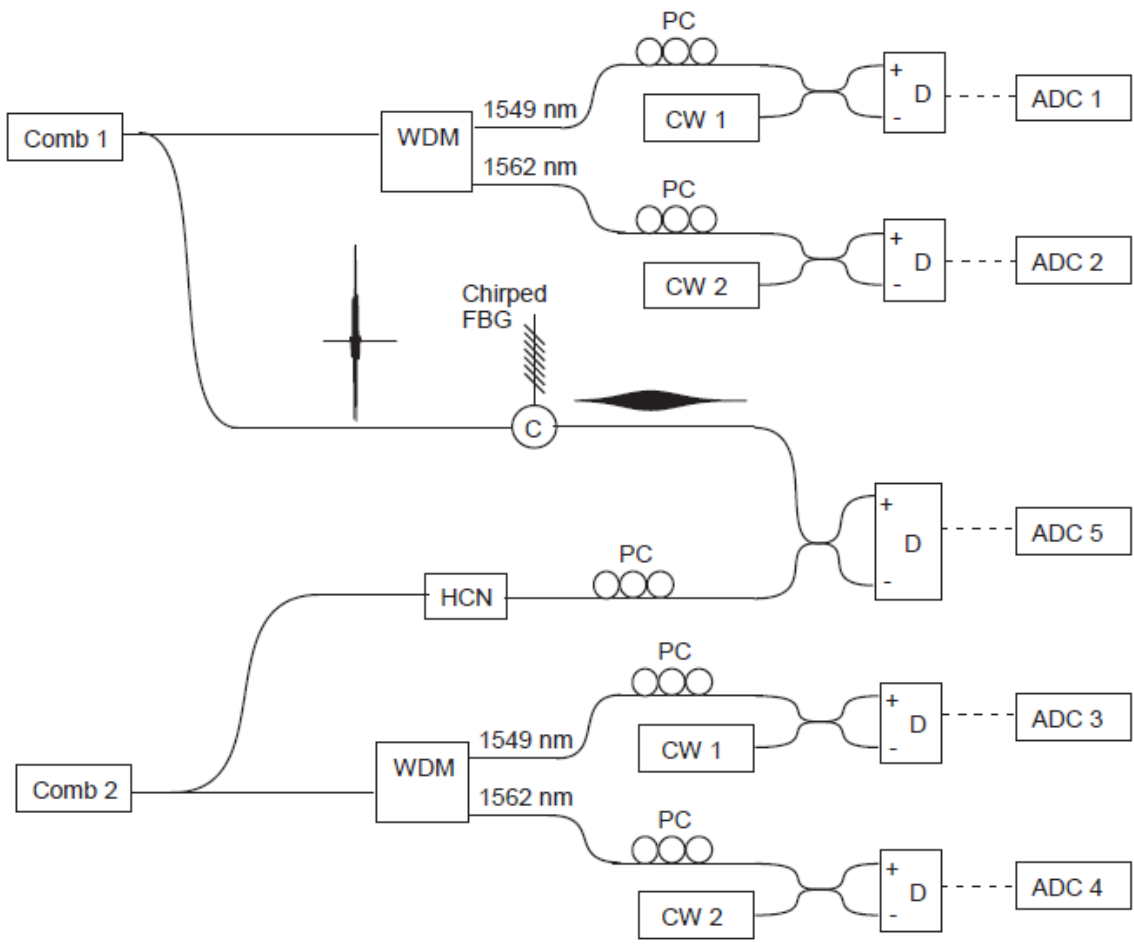 PC
1549 nm
+
D
-
ADC 1
Comb 1
WDM
CW 1
1562 nm
PC
+
D
-
ADC 2
CW 2
Chirped
FBG
C
+
D
-
ADC 5
PC
HCN
PC
+
D
-
ADC 3
1549 nm
CW 1
WDM
Comb 2
1562 nm
PC
+
D
-
ADC 4
CW 2